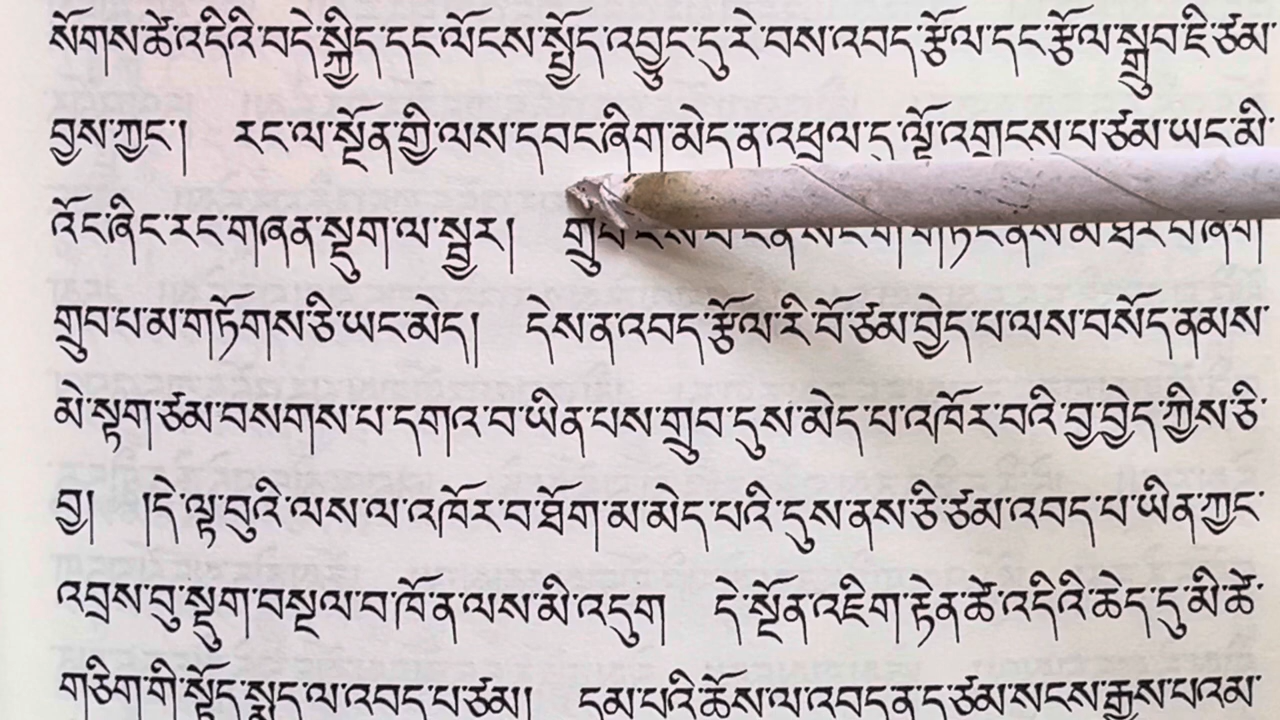 སོགས་ཚེ་འདིའི་བདེ་སྐྱིད་དང་ལོངས་སྤྱོད་འབྱུང་དུ་རེ་བས་འབད་རྩོལ་དང་རྩོལ་སྒྲུབ་ཇི་ཙམ་
བྱས་ཀྱང་། རང་ལ་སྔོན་གྱི་ལས་དབང་ཞིག་མེད་ན་འཕྲལ་དུ་ལྟོ་འགྲངས་པ་ཙམ་ཡང་མི་
འོང་ཞིང་རང་གཞན་སྡུག་ལ་སྦྱར།
གྲུབ་པ་མ་གཏོགས་ཅི་ཡང་མེད། དེས་ན་འབད་རྩོལ་རི་བོ་ཙམ་བྱེད་པ་ལས་བསོད་ནམས་
མེ་སྟག་ཙམ་བསགས་པ་དགའ་བ་ཡིན་པས་གྲུབ་དུས་མེད་པ་འཁོར་བའི་བྱ་བྱེད་ཀྱིས་ཅི་
བྱ། །དེ་ལྟ་བུའི་ལས་ལ་འཁོར་བ་ཐོག་མ་མེད་པའི་དུས་ནས་ཅི་ཙམ་འབད་པ་ཡིན་ཀྱང་
འབྲས་བུ་སྡུག་བསྔལ་བ་ཁོ་ན་ལས་མི་འདུག དེ་སྔོན་འཇིག་རྟེན་ཚེ་འདིའི་ཆེད་དུ་མི་ཚེ་
གཅིག་གི་སྟོད་སྨད་ལ་འབད་པ་ཙམ། དམ་པའི་ཆོས་ལ་འབད་ན་ད་ཙམ་སངས་རྒྱས་པའམ་